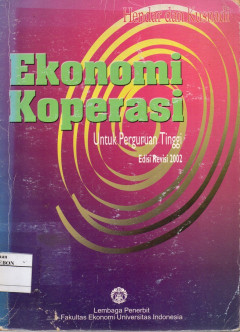 Hendar dan Kusnadi
Ekonomi
Koperasi
Untuk Perguruan Tinggi
Edisi Revisi 2002
Lembaga Penerbit
Fakultas Ekonomi Universitas Indonesia